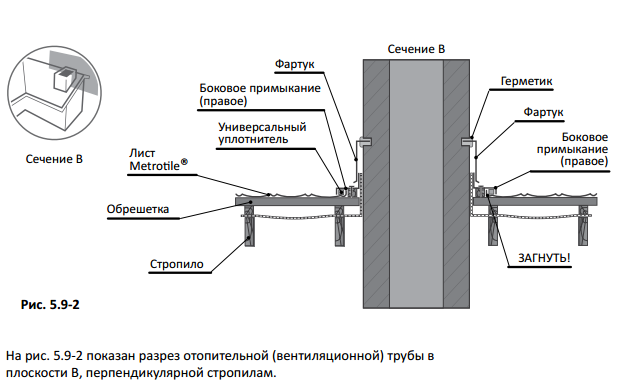 Сечение В
Фартук
Герметик
Боковое примыкание
(правое)
Фартук
Универсальный
уплотнитель
Боковое
примыкание
(правое)
Сечение В
Лист
Metrotile®
Обрешетка
Стропило
ЗАГНУТЬ!
Рис. 5.9-2
На рис. 5.9-2 показан разрез отопительной (вентиляционной) трубы в
плоскости В, перпендикулярной стропилам.